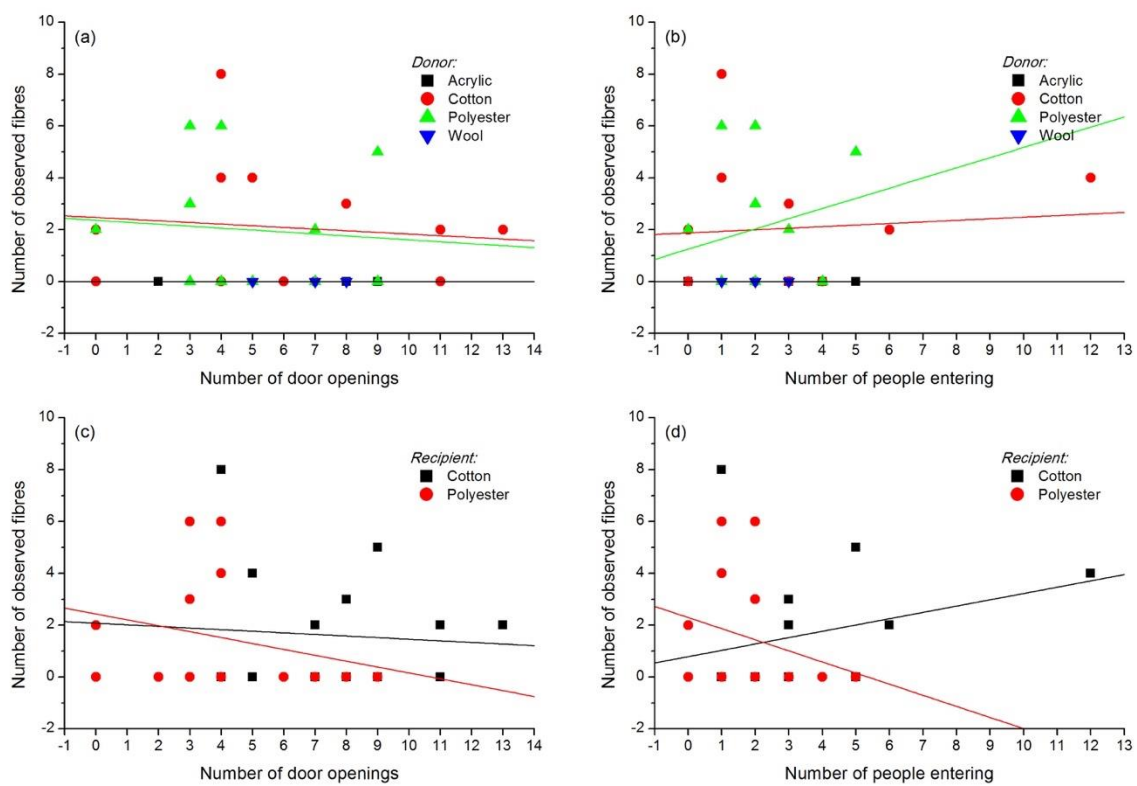 (a)
Donor:
Acrylic
Cotton
Polyester
Wool
Number of observed fibres
10
8
6
4
2
0
-2
-1 0 1 2 3 4 5 6 7 8 9 10 11 12 13 14
Number of door openings
(b)
Donor:
Acrylic
Cotton
Polyester
Wool
Number of observed fibres
10
8
6
4
2
0
-2
-1 0 1 2 3 4 5 6 7 8 9 10 11 12 13
Number of people entering
(c)
Recipient:
Cotton
Polyester
Number of observed fibres
10
8
6
4
2
0
-2
-1 0 1 2 3 4 5 6 7 8 9 10 11 12 13 14
Number of door openings
(d)
Recipient:
Cotton
Polyester
Number of observed fibres
10
8
6
4
2
0
-2
-1 0 1 2 3 4 5 6 7 8 9 10 11 12 13
Number of people entering